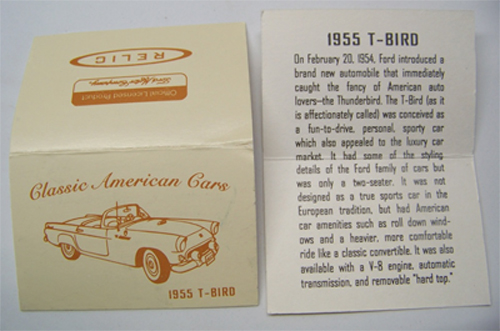 RELIC
Ford Motor Company
Official Licensed Product
Classic American Cars
1955 T-BIRD
1955 T-BIRD
On February 20, 1954, Ford introduced a
brand new automobile that immediately
caught the fancy of American auto
lovers—the Thunderbird. The T-Bird (as it
is affectionately called) was conceived as
a fun-to-drive, personal, sporty car
which also appealed to the luxury car
market. It had some of the styling
details of the Ford family of cars but
was only a two-seater. It was not
designed as a true sports car in the
European tradition, but had American
car amenities such as roll down wind-
ows and a heavier, more comfortable
ride like a classic convertible. It was also
available with a V-8 engine, automatic
transmission, and removable "hard top."